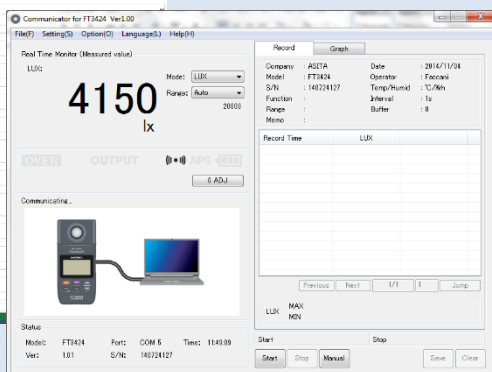 Communicator for FT3424 Ver1.00
File(F) Setting(S) Option(O) Language(L) Help(H)
Real Time Monitor (Measured value)
LUX:
Mode: LUX
Range: Auto
20000
4150
lx
OVER OUTPUT APS
0 ADJ
Communicating..
Status
Model: FT3424 Port: COM 5 Time: 11:49:09
Ver: 1.01 S/N: 140724127
Record Graph
Company : ASITA Date : 2014/11/04
Model : FT3424 Operator : Faccani
S/N : 140724127 Temp/Humid : °C/%rh
Function : Interval : 1s
Range : Buffer : 0
Memo :
Record Time LUX
Previous Next 1/1 1 Jump
LUX MAX
MIN
Start Stop
Start Stop Manual Save Clear